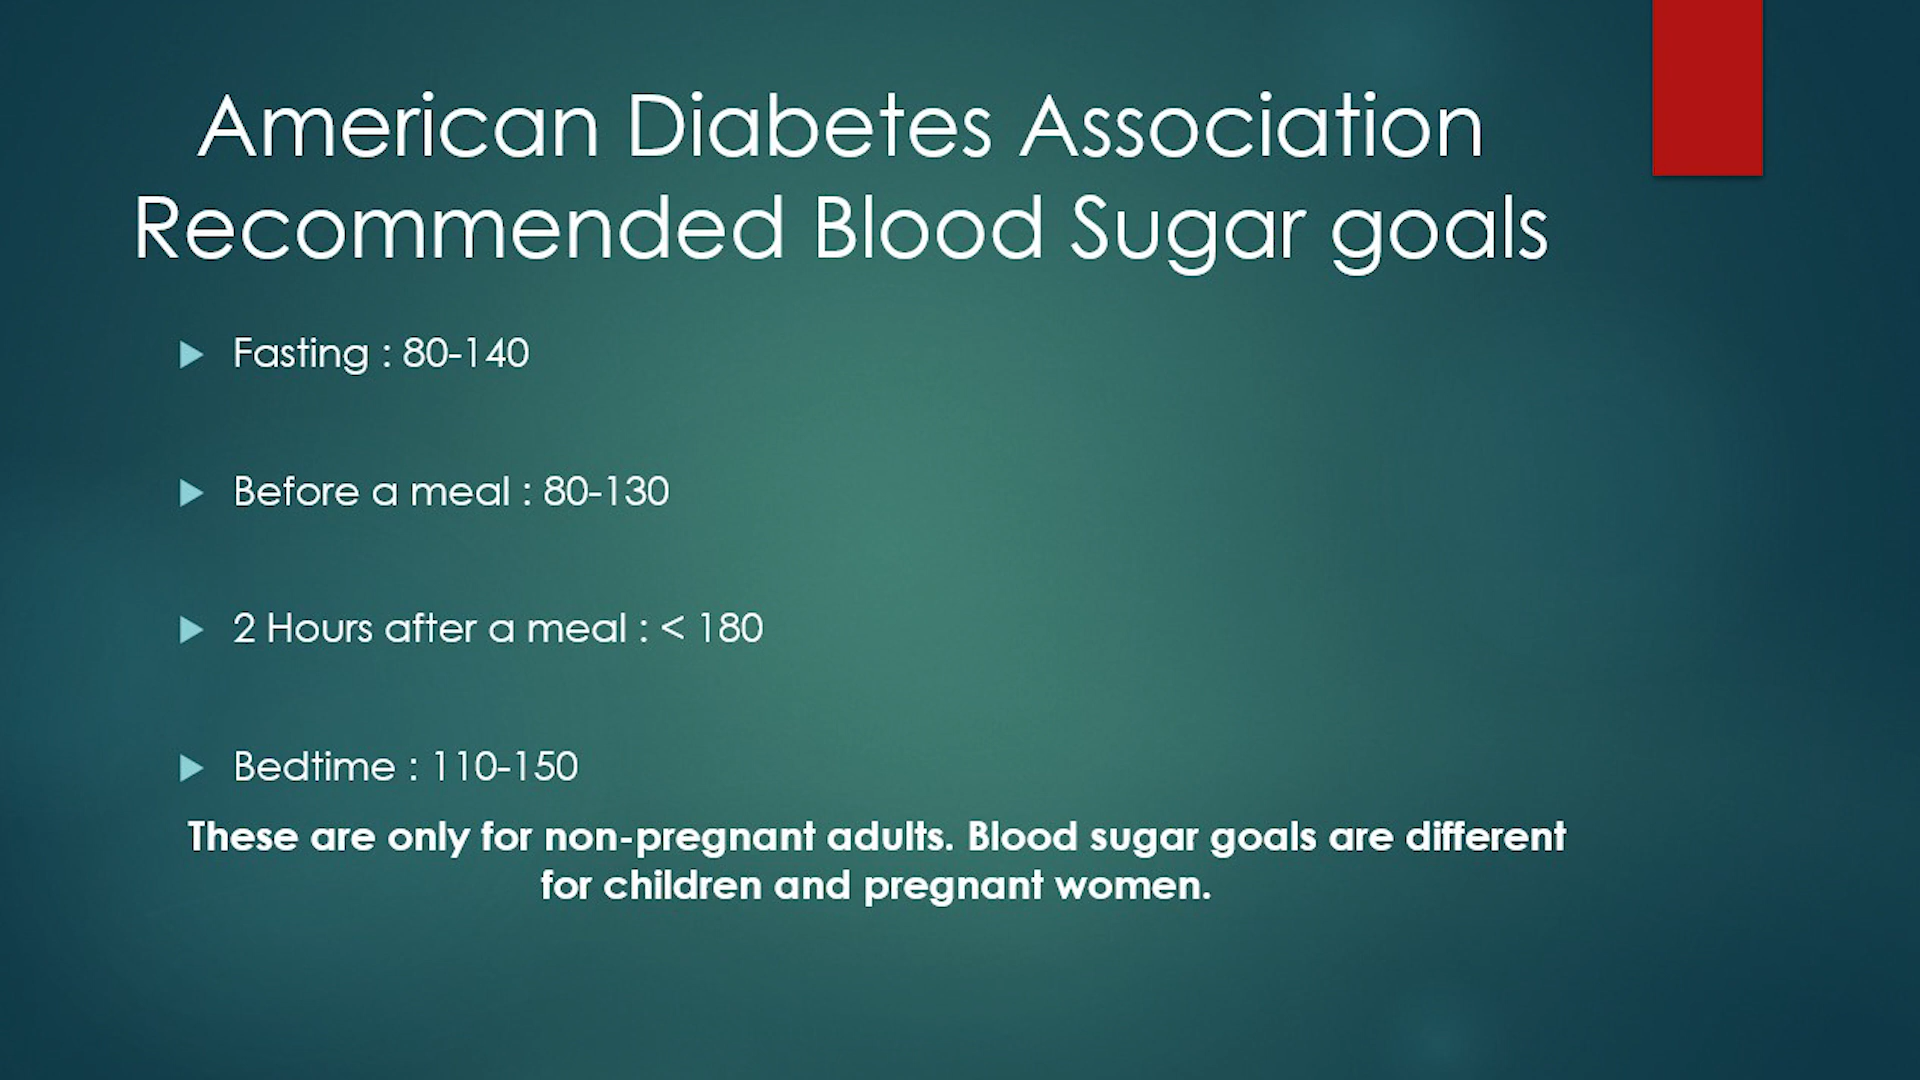 American Diabetes Association
Recommended Blood Sugar goals
Fasting : 80-140
Before a meal : 80-130
2 Hours after a meal : < 180
Bedtime : 110-150
These are only for non-pregnant adults. Blood sugar goals are different
for children and pregnant women.